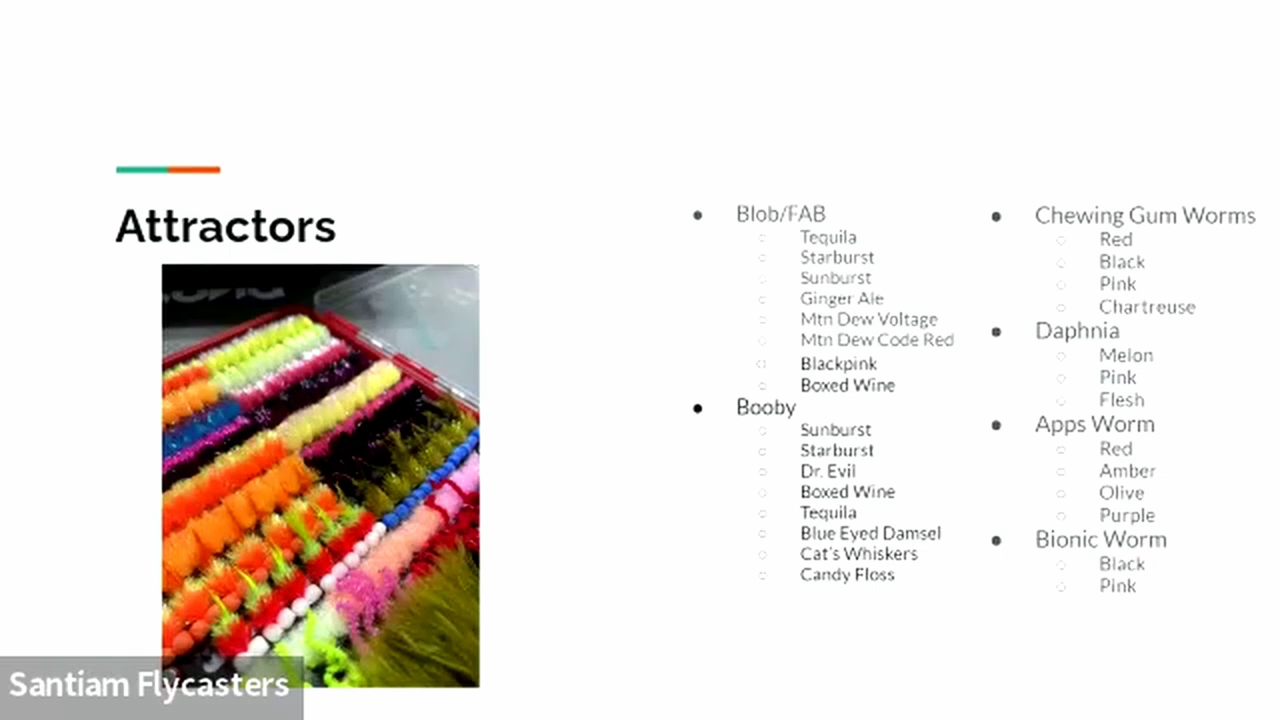 Attractors
● Blob/FAB
○ Tequila
○ Starburst
○ Sunburst
○ Ginger Ale
○ Mtn Dew Voltage
○ Mtn Dew Code Red
○ Blackpink
○ Boxed Wine
● Booby
○ Sunburst
○ Starburst
○ Dr. Evil
○ Boxed Wine
○ Tequila
○ Blue Eyed Damsel
○ Cat's Whiskers
○ Candy Floss
● Chewing Gum Worms
○ Red
○ Black
○ Pink
○ Chartreuse
● Daphnia
○ Melon
○ Pink
○ Flesh
● Apps Worm
○ Red
○ Amber
○ Olive
○ Purple
● Bionic Worm
○ Black
○ Pink
Santiam Flycasters